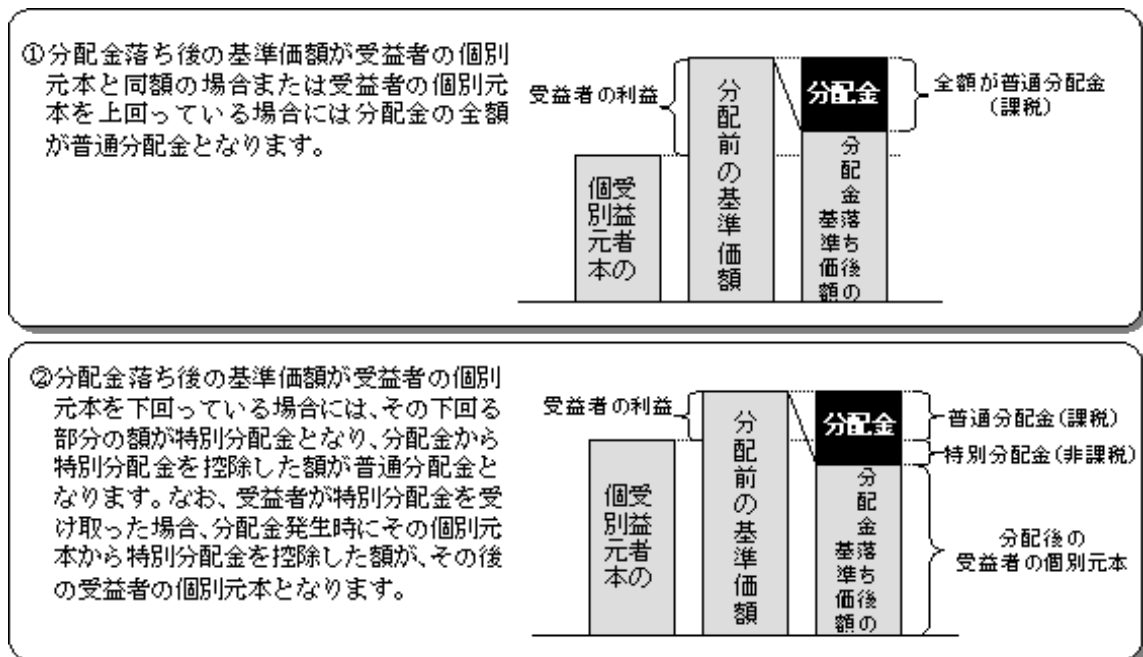 ①分配金落ち後の基準価額が受益者の個別
元本と同額の場合または受益者の個別元
本を上回っている場合には分配金の全額
が普通分配金となります。
受益者の利益
受益者の
個別元本
分配前の基準価額
分配金
分配金落ち後の
基準価額
全額が普通分配金
(課税)
②分配金落ち後の基準価額が受益者の個別
元本を下回っている場合には、その下回る
部分の額が特別分配金となり、分配金から
特別分配金を控除した額が普通分配金と
なります。なお、受益者が特別分配金を受
け取った場合、分配金発生時にその個別元
本から特別分配金を控除した額が、その後
の受益者の個別元本となります。
受益者の利益
受益者の
個別元本
分配前の基準価額
分配金
分配金落ち後の
基準価額
普通分配金(課税)
特別分配金(非課税)
分配後の
受益者の個別元本